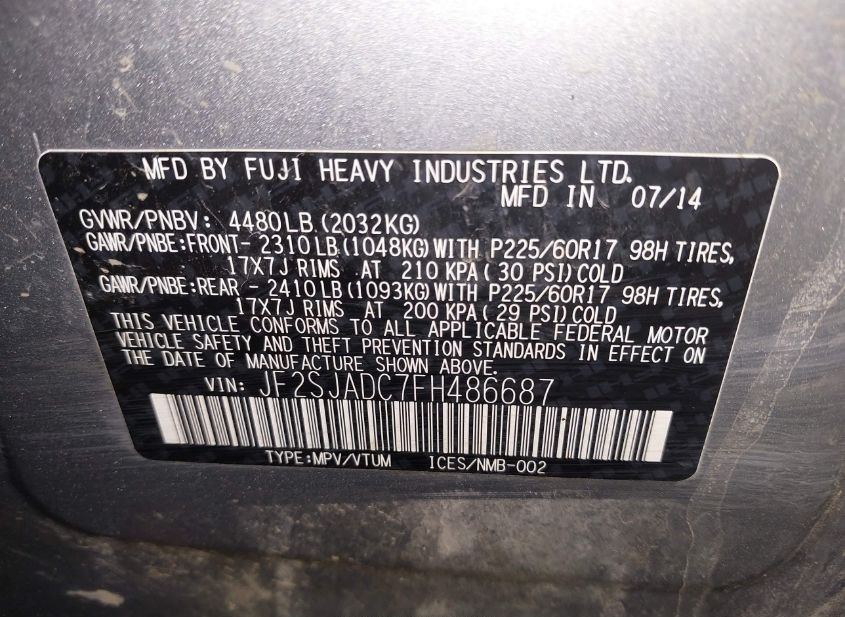 MFD BY FUJI HEAVY INDUSTRIES LTD.
MFD IN 07/14
GVWR/PNBV: 4480LB (2032KG)
GAWR/PNBE:FRONT- 2310LB(1048KG)WITH P225/60R17 98H TIRES,
17X7J RIMS AT 210 KPA( 30 PSI)COLD
GAWR/PNBE:REAR - 2410LB(1093KG)WITH P225/60R17 98H TIRES,
17X7J RIMS AT 200 KPA( 29 PSI)COLD
THIS VEHICLE CONFORMS TO ALL APPLICABLE FEDERAL MOTOR
VEHICLE SAFETY AND THEFT PREVENTION STANDARDS IN EFFECT ON
THE DATE OF MANUFACTURE SHOWN ABOVE.
VIN: JF2SJADC7FH486687
TYPE:MPV/VTUM ICES/NMB-002